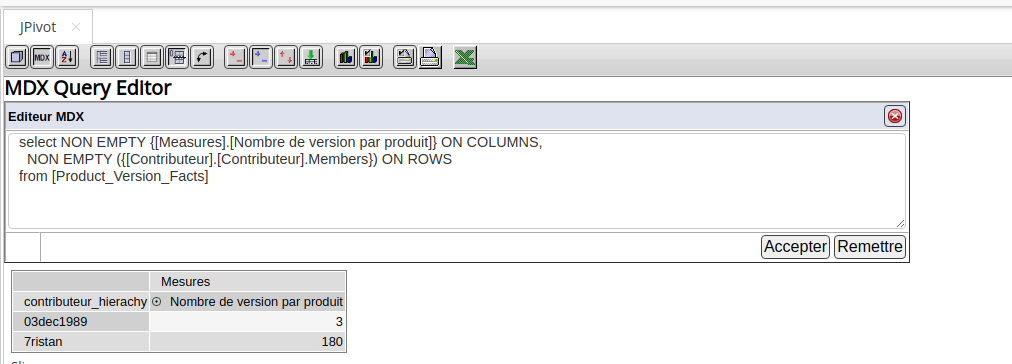 JPivot
MDX
MDX Query Editor
Editeur MDX
select NON EMPTY {[Measures].[Nombre de version par produit]} ON COLUMNS,
NON EMPTY ({[Contributeur].[Contributeur].Members}) ON ROWS
from [Product_Version_Facts]
Accepter Remettre
Mesures
contributeur_hierachy Nombre de version par produit
03dec1989 3
7ristan 180